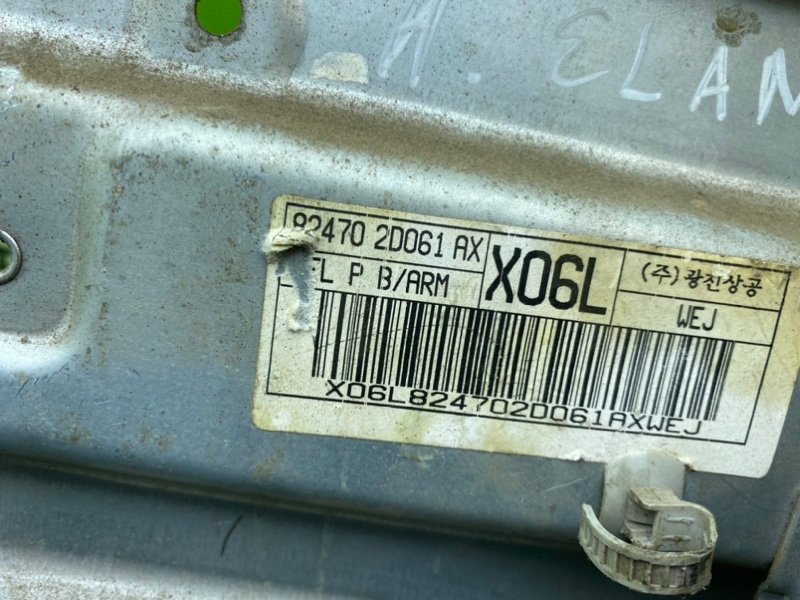 H. ELAN
82470 2D061 AX
FL P B/ARM
X06L
(주)광진상공
WEJ
X06L824702D061AXWEJ